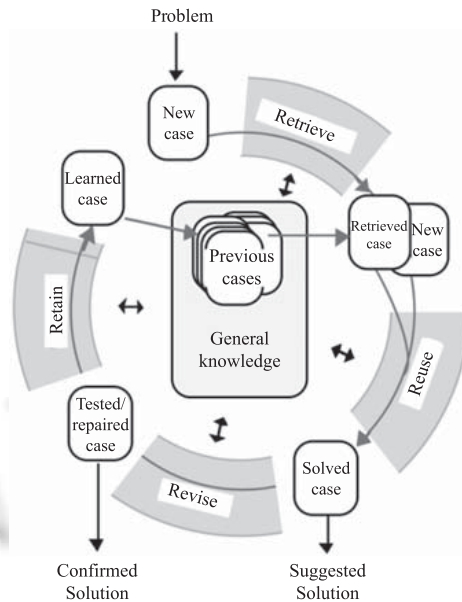 Problem
New
case
Retrieve
Learned
case
Retrieved
case
New
case
Previous
cases
General
knowledge
Retain
Reuse
Tested/
repaired
case
Revise
Solved
case
Confirmed
Solution
Suggested
Solution